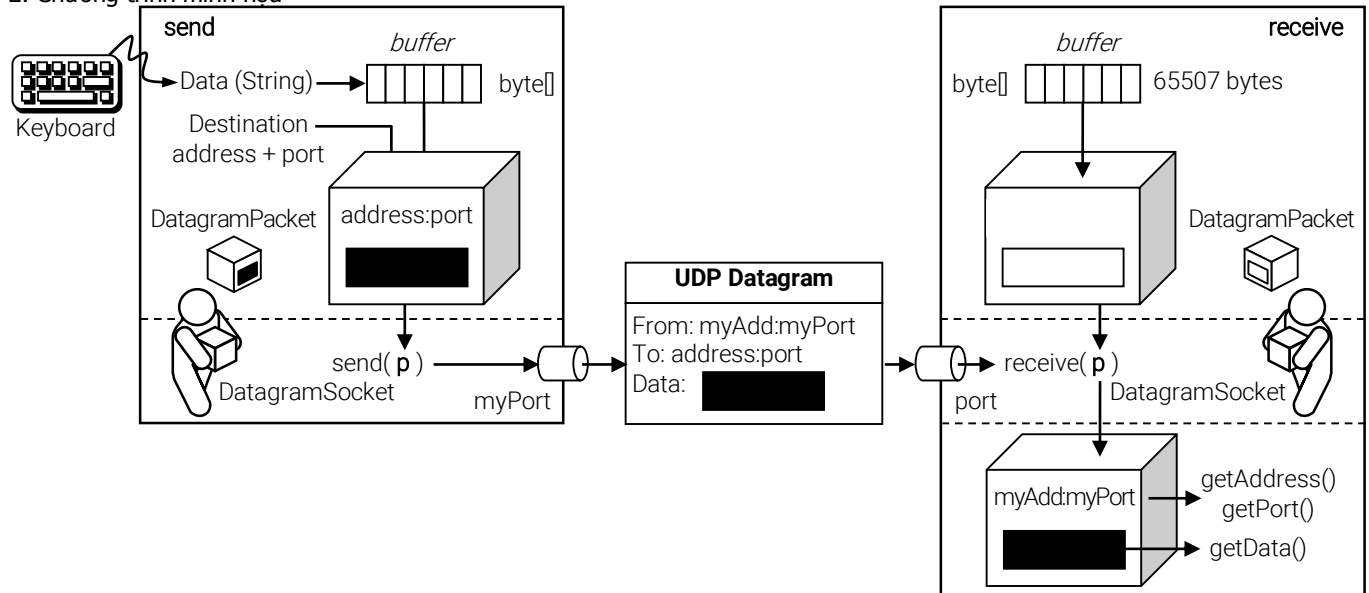 send
buffer
Data (String)
byte[]
Keyboard
Destination
address + port
DatagramPacket
address:port
send( p )
DatagramSocket
myPort
UDP Datagram
From: myAdd:myPort
To: address:port
Data:
receive
buffer
byte[]
65507 bytes
DatagramPacket
receive( p )
port
DatagramSocket
myAdd:myPort
getAddress()
getPort()
getData()